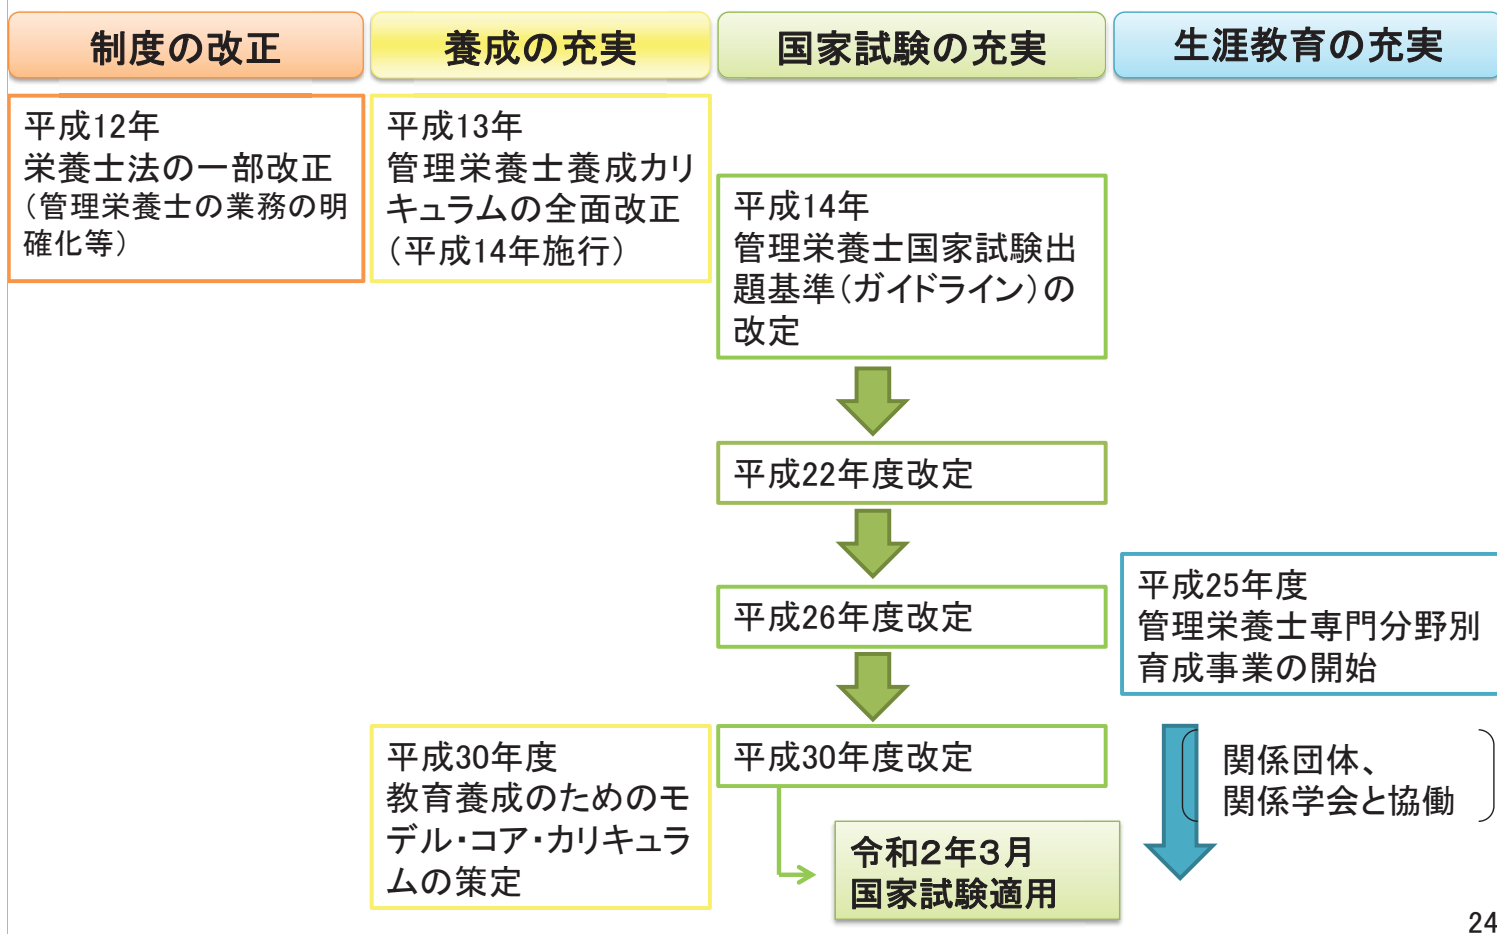 制度の改正
養成の充実
国家試験の充実
生涯教育の充実
平成12年
栄養士法の一部改正
（管理栄養士の業務の明
確化等）
平成13年
管理栄養士養成カリ
キュラムの全面改正
（平成14年施行）
平成14年
管理栄養士国家試験出
題基準（ガイドライン）の
改定
平成22年度改定
平成26年度改定
平成25年度
管理栄養士専門分野別
育成事業の開始
平成30年度
教育養成のためのモ
デル・コア・カリキュラ
ムの策定
平成30年度改定
関係団体、
関係学会と協働
令和2年3月
国家試験適用
24